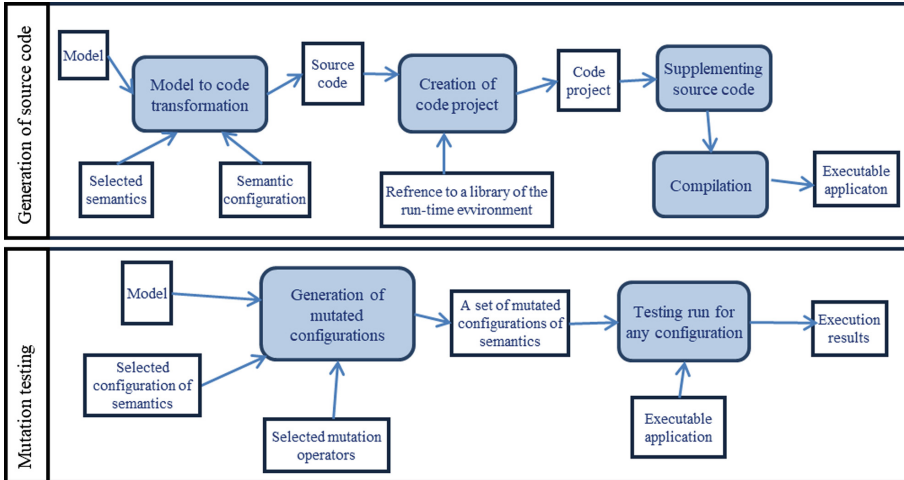 Generation of source code
Model
Model to code
transformation
Source
code
Creation of
code project
Code
project
Supplementing
source code
Selected
semantics
Semantic
configuration
Refrence to a library of the
run-time evvironment
Compilation
Executable
applicaton
Mutation testing
Model
Generation of
mutated
configurations
A set of mutated
configurations of
semantics
Testing run for
any configuration
Execution
results
Selected
configuration of
semantics
Selected mutation
operators
Executable
application